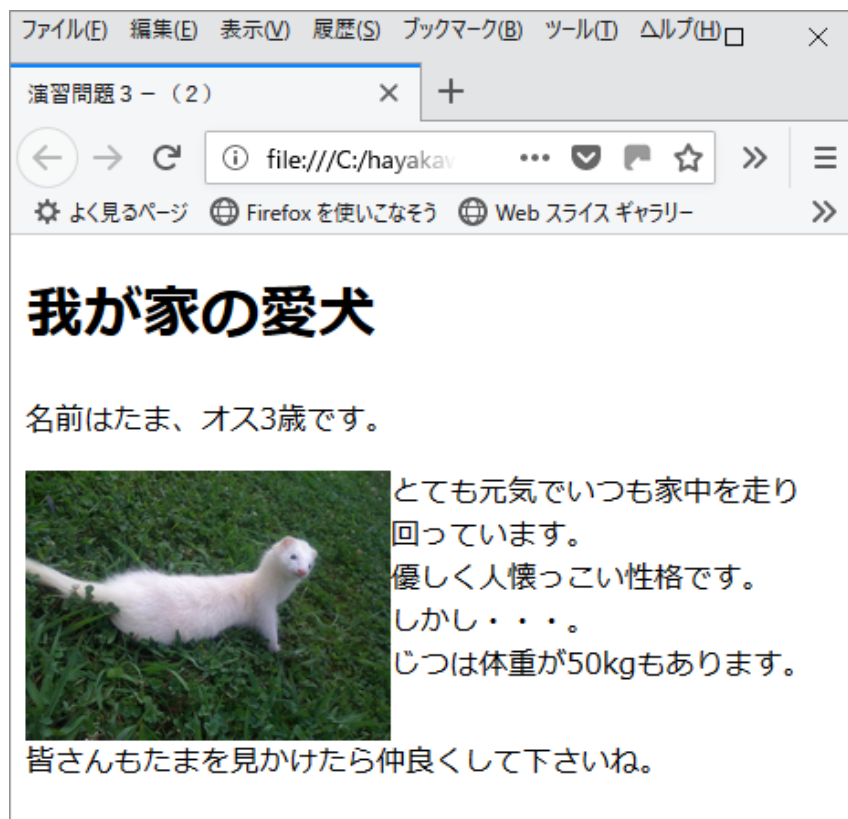 ファイル(F) 編集(E) 表示(V) 履歴(S) ブックマーク(B) ツール(T) ヘルプ(H)
演習問題３－（２）
file:///C:/hayakaw
よく見るページ Firefox を使いこなそう Web スライス ギャラリー
我が家の愛犬
名前はたま、オス3歳です。
とても元気でいつも家中を走り
回っています。
優しく人懐っこい性格です。
しかし・・・。
じつは体重が50kgもあります。
皆さんもたまを見かけたら仲良くして下さいね。